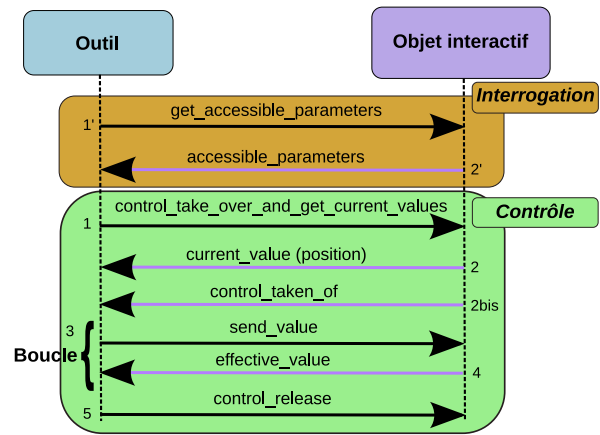 Outil
Objet interactif
Interrogation
get_accessible_parameters
1'
accessible_parameters
2'
control_take_over_and_get_current_values
Contrôle
1
current_value (position)
2
control_taken_of
2bis
3
send_value
Boucle
effective_value
4
control_release
5